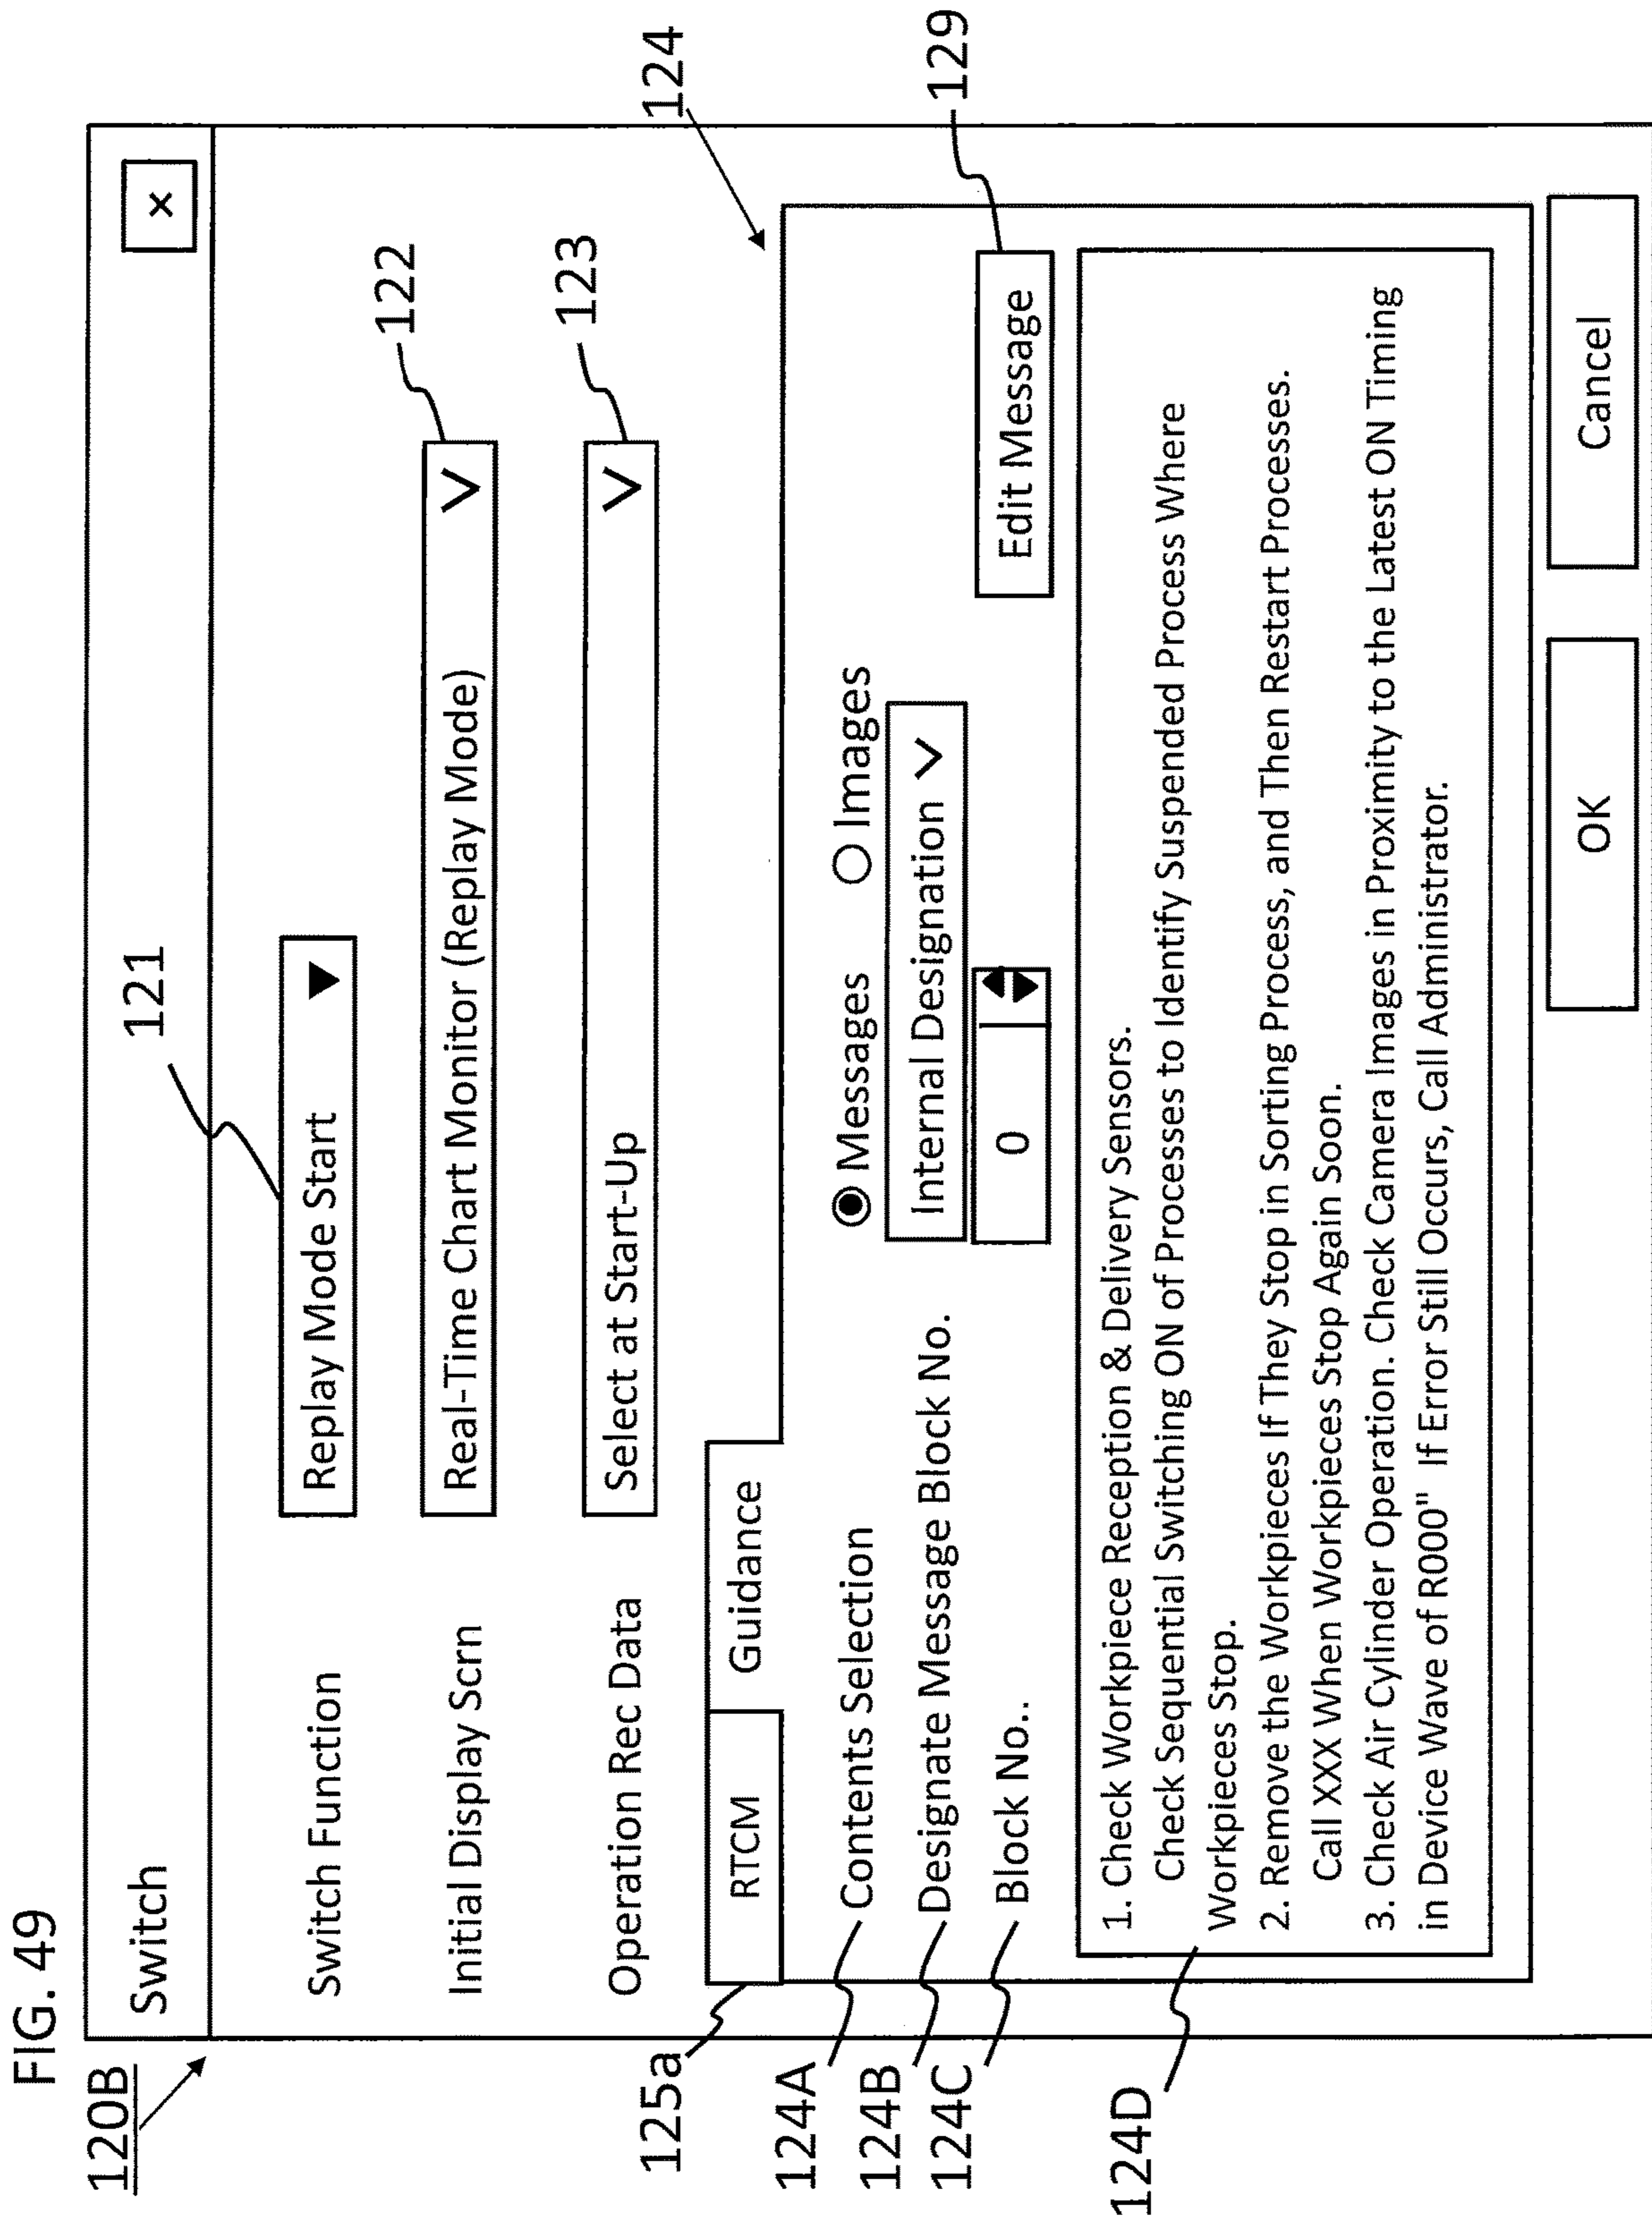 FIG. 49
120B
Switch
×
121
Switch Function
Replay Mode Start ▼
122
Initial Display Scrn
Real-Time Chart Monitor (Replay Mode) V
123
Operation Rec Data
Select at Start-Up V
124
125a
RTCM
Guidance
124A
Contents Selection
Messages
Images
124B
Designate Message Block No.
Internal Designation V
124C
Block No..
0
Edit Message
129
124D
1. Check Workpiece Reception & Delivery Sensors.
Check Sequential Switching ON of Processes to Identify Suspended Process Where
Workpieces Stop.
2. Remove the Workpieces If They Stop in Sorting Process, and Then Restart Processes.
Call XXX When Workpieces Stop Again Soon.
3. Check Air Cylinder Operation. Check Camera Images in Proximity to the Latest ON Timing
in Device Wave of R000" If Error Still Occurs, Call Administrator.
OK
Cancel